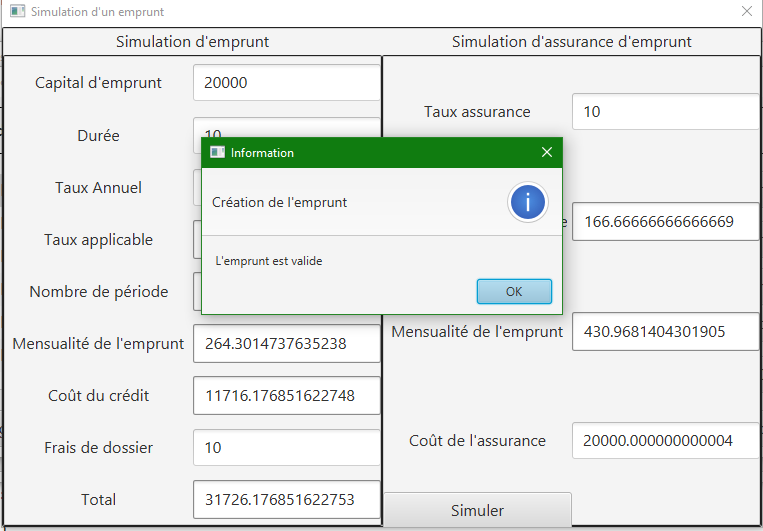 Simulation d'un emprunt
Simulation d'emprunt
Simulation d'assurance d'emprunt
Capital d'emprunt
20000
Durée
10
Taux Annuel
Taux applicable
Nombre de période
Mensualité de l'emprunt
264.3014737635238
Coût du crédit
11716.176851622748
Frais de dossier
10
Total
31726.176851622753
Information
Création de l'emprunt
i
L'emprunt est valide
OK
Taux assurance
10
166.66666666666669
Mensualité de l'emprunt
430.9681404301905
Coût de l'assurance
20000.000000000004
Simuler